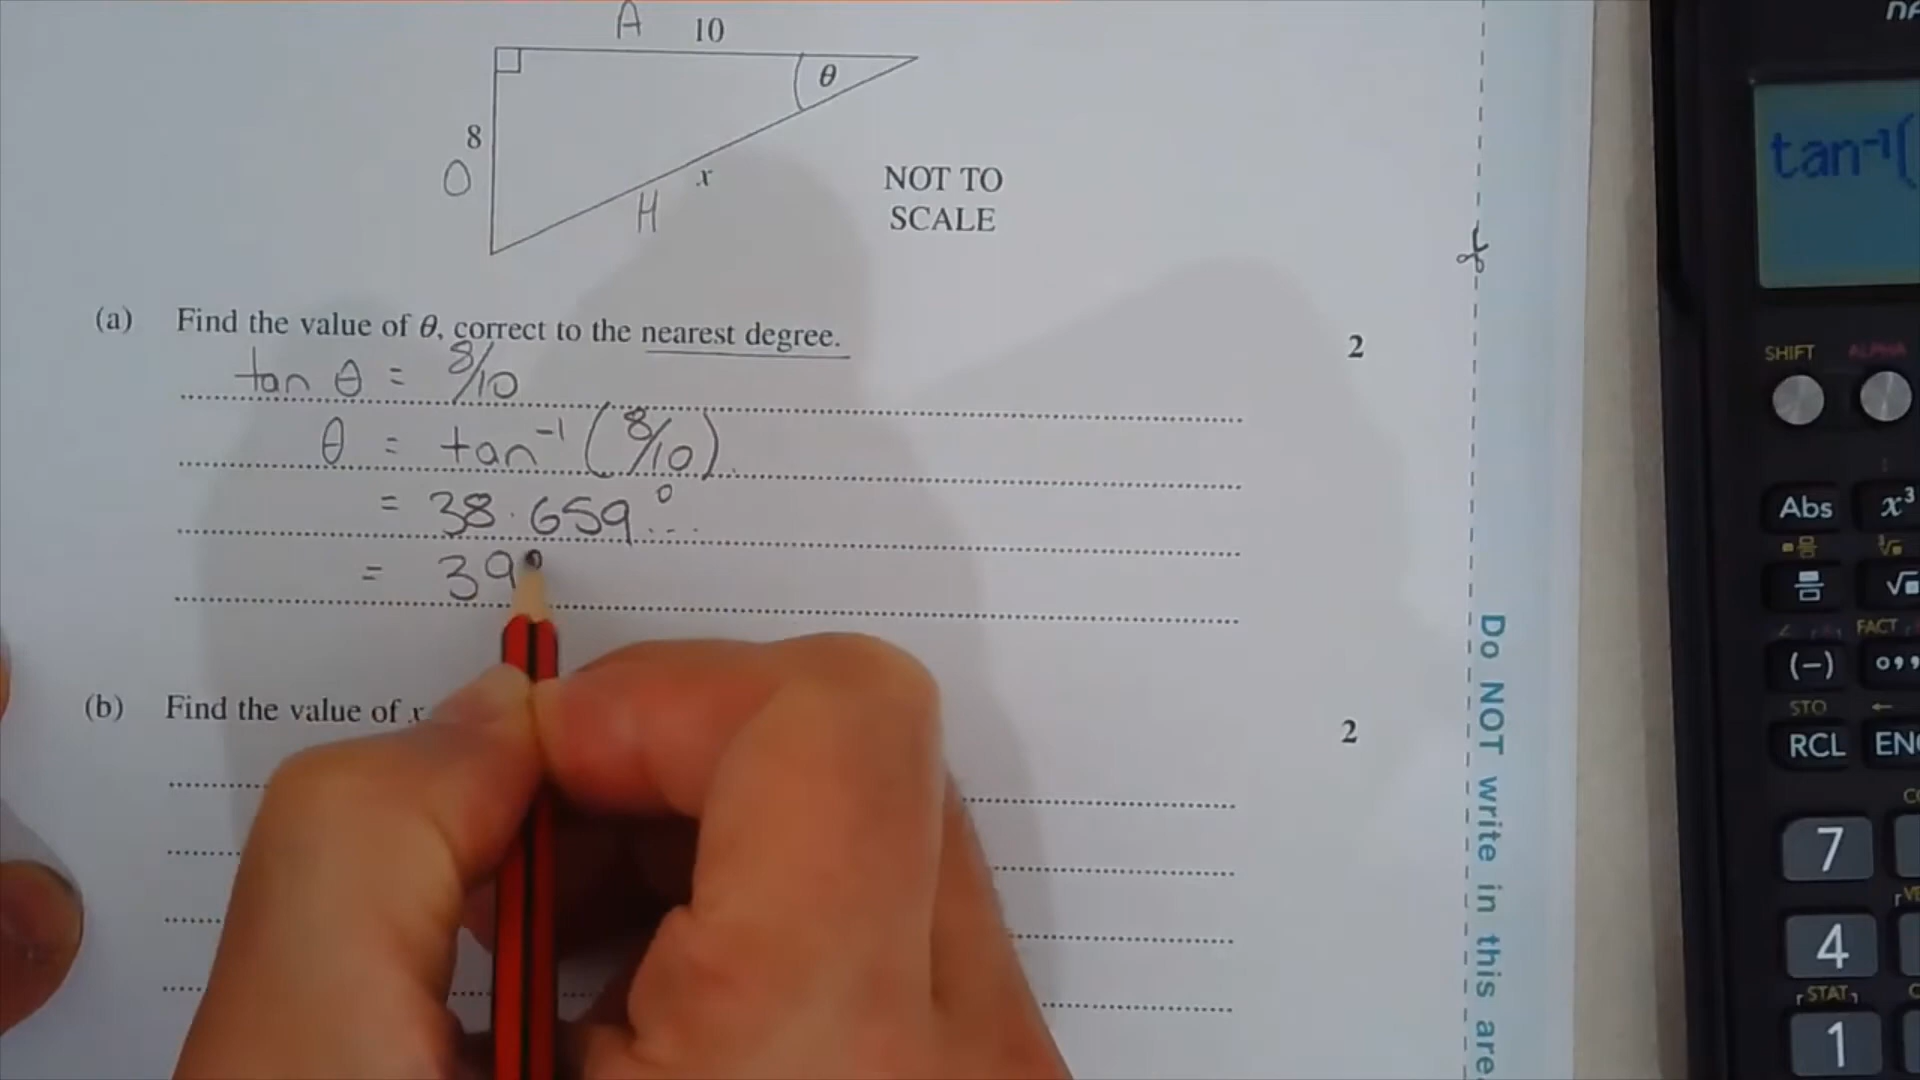 A 10
θ
8
O
x
H
NOT TO
SCALE
(a) Find the value of θ, correct to the nearest degree. 2
tan θ = 8/10
θ = tan⁻¹ (8/10)
= 38.659°...
= 39°
(b) Find the value of x 2
Do NOT write in this are
tan⁻¹(
SHIFT ALPHA
Abs x³
√
(−) FACT
STO ←
RCL ENG
7
4
STAT
1